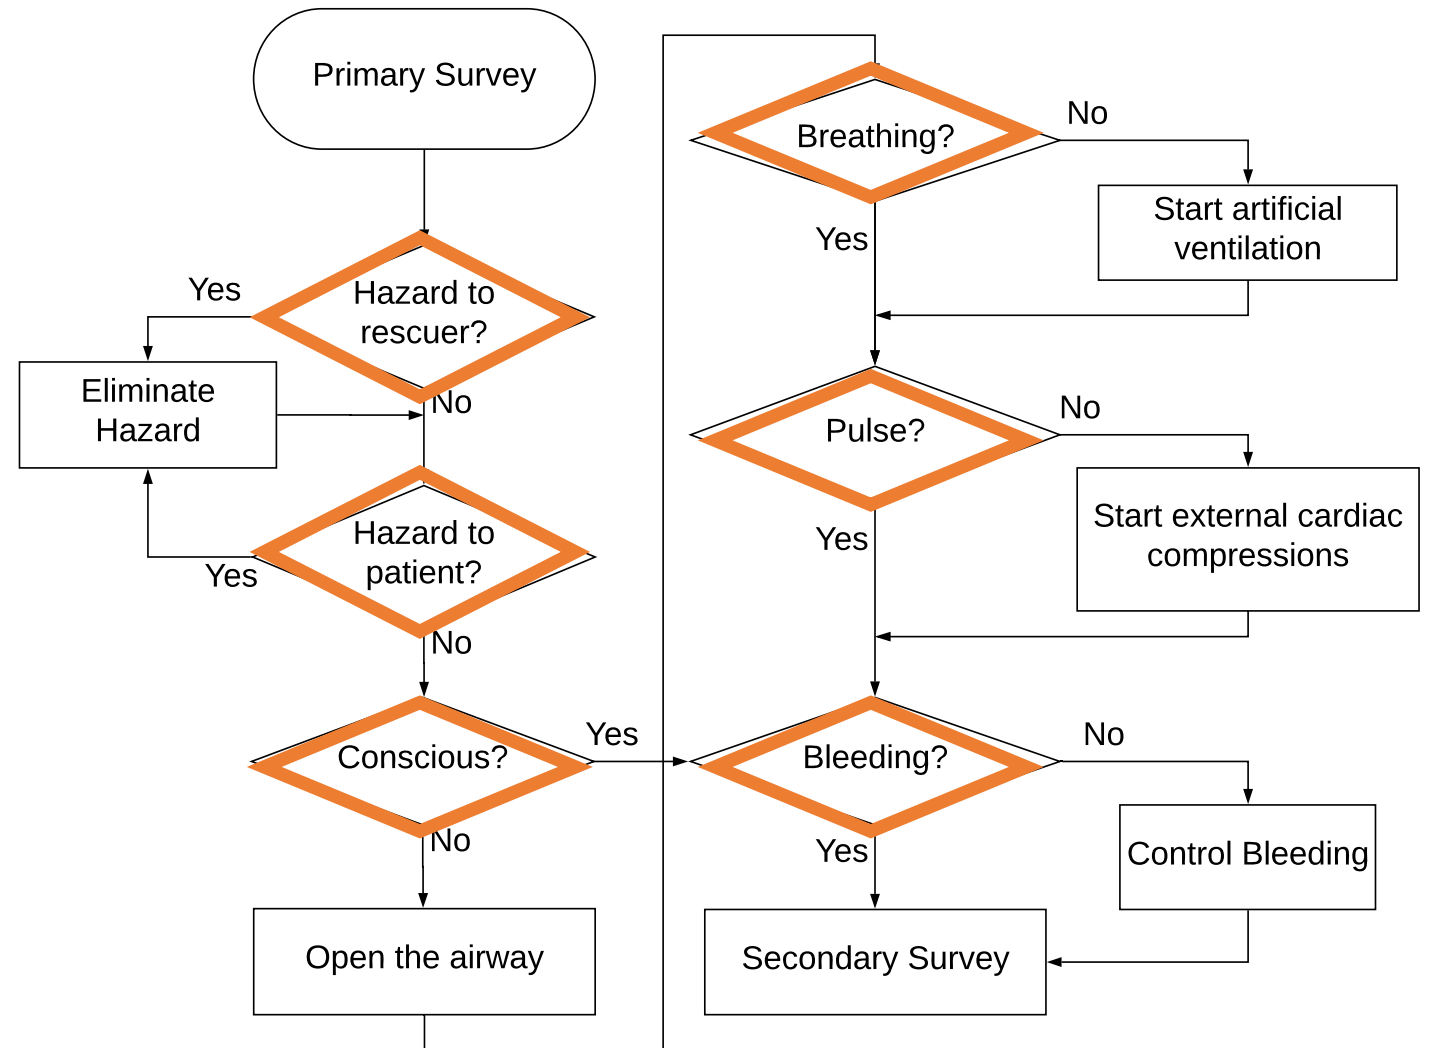 Primary Survey
Hazard to
rescuer?
Yes
No
Eliminate
Hazard
Hazard to
patient?
Yes
No
Conscious?
Yes
No
Open the airway
Breathing?
No
Yes
Start artificial
ventilation
Pulse?
No
Yes
Start external cardiac
compressions
Bleeding?
No
Yes
Control Bleeding
Secondary Survey